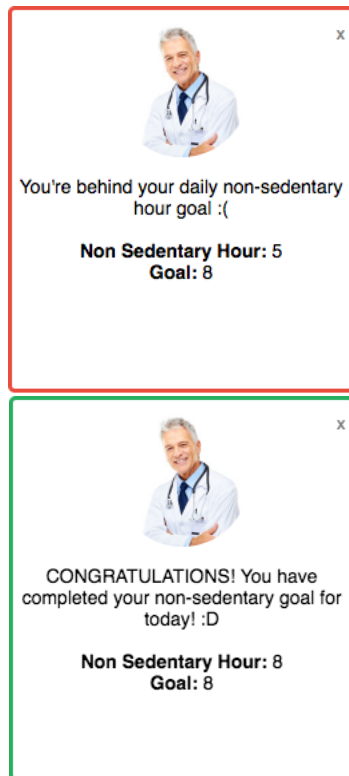 x
You're behind your daily non-sedentary
hour goal :(
Non Sedentary Hour: 5
Goal: 8
x
CONGRATULATIONS! You have
completed your non-sedentary goal for
today! :D
Non Sedentary Hour: 8
Goal: 8